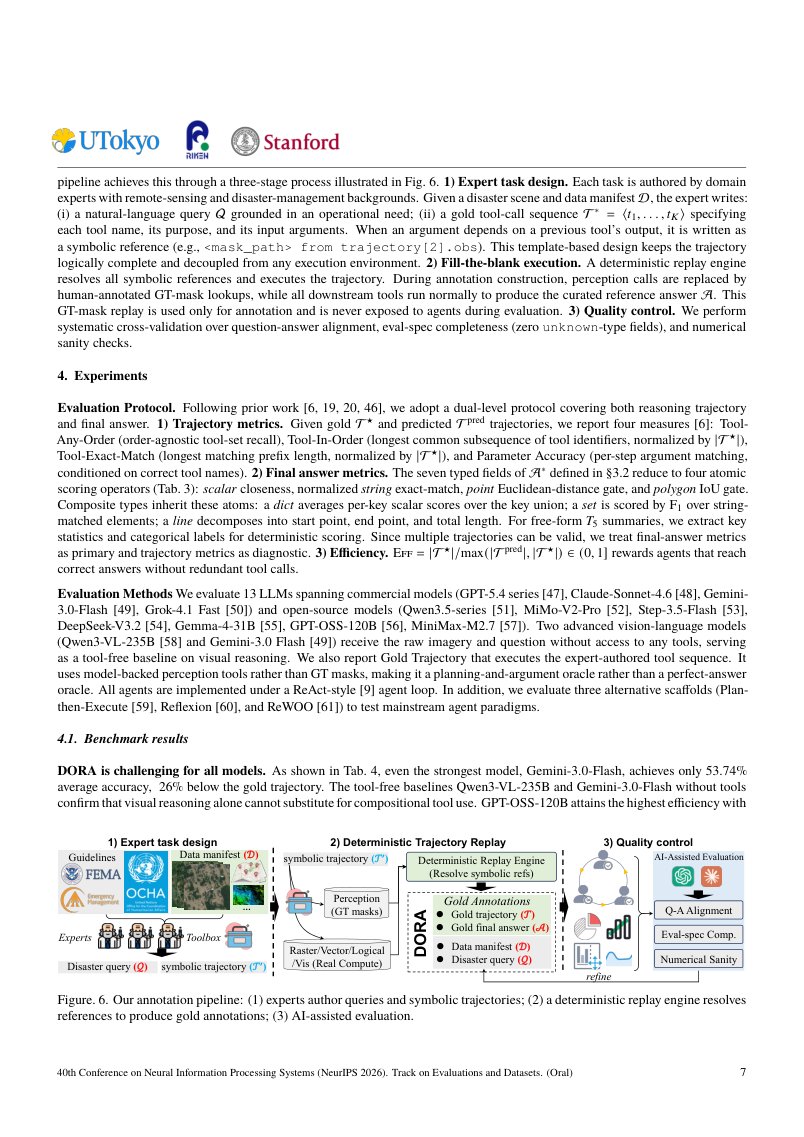 UTokyo
RIKEN
Stanford
pipeline achieves this through a three-stage process illustrated in Fig. 6. 1) Expert task design. Each task is authored by domain
experts with remote-sensing and disaster-management backgrounds. Given a disaster scene and data manifest 𝒟, the expert writes:
(i) a natural-language query Q grounded in an operational need; (ii) a gold tool-call sequence 𝒯* = ⟨t₁, . . . , t_K⟩ specifying
each tool name, its purpose, and its input arguments. When an argument depends on a previous tool's output, it is written as
a symbolic reference (e.g., <mask_path> from trajectory[2].obs). This template-based design keeps the trajectory
logically complete and decoupled from any execution environment. 2) Fill-the-blank execution. A deterministic replay engine
resolves all symbolic references and executes the trajectory. During annotation construction, perception calls are replaced by
human-annotated GT-mask lookups, while all downstream tools run normally to produce the curated reference answer 𝒜. This
GT-mask replay is used only for annotation and is never exposed to agents during evaluation. 3) Quality control. We perform
systematic cross-validation over question-answer alignment, eval-spec completeness (zero unknown-type fields), and numerical
sanity checks.
4. Experiments
Evaluation Protocol. Following prior work [6, 19, 20, 46], we adopt a dual-level protocol covering both reasoning trajectory
and final answer. 1) Trajectory metrics. Given gold 𝒯★ and predicted 𝒯^pred trajectories, we report four measures [6]: Tool-
Any-Order (order-agnostic tool-set recall), Tool-In-Order (longest common subsequence of tool identifiers, normalized by |𝒯★|),
Tool-Exact-Match (longest matching prefix length, normalized by |𝒯★|), and Parameter Accuracy (per-step argument matching,
conditioned on correct tool names). 2) Final answer metrics. The seven typed fields of 𝒜* defined in §3.2 reduce to four atomic
scoring operators (Tab. 3): scalar closeness, normalized string exact-match, point Euclidean-distance gate, and polygon IoU gate.
Composite types inherit these atoms: a dict averages per-key scalar scores over the key union; a set is scored by F₁ over string-
matched elements; a line decomposes into start point, end point, and total length. For free-form T₅ summaries, we extract key
statistics and categorical labels for deterministic scoring. Since multiple trajectories can be valid, we treat final-answer metrics
as primary and trajectory metrics as diagnostic. 3) Efficiency. Eff = |𝒯★|/max(|𝒯^pred|, |𝒯★|) ∈ (0, 1] rewards agents that reach
correct answers without redundant tool calls.
Evaluation Methods We evaluate 13 LLMs spanning commercial models (GPT-5.4 series [47], Claude-Sonnet-4.6 [48], Gemini-
3.0-Flash [49], Grok-4.1 Fast [50]) and open-source models (Qwen3.5-series [51], MiMo-V2-Pro [52], Step-3.5-Flash [53],
DeepSeek-V3.2 [54], Gemma-4-31B [55], GPT-OSS-120B [56], MiniMax-M2.7 [57]). Two advanced vision-language models
(Qwen3-VL-235B [58] and Gemini-3.0 Flash [49]) receive the raw imagery and question without access to any tools, serving
as a tool-free baseline on visual reasoning. We also report Gold Trajectory that executes the expert-authored tool sequence. It
uses model-backed perception tools rather than GT masks, making it a planning-and-argument oracle rather than a perfect-answer
oracle. All agents are implemented under a ReAct-style [9] agent loop. In addition, we evaluate three alternative scaffolds (Plan-
then-Execute [59], Reflexion [60], and ReWOO [61]) to test mainstream agent paradigms.
4.1. Benchmark results
DORA is challenging for all models. As shown in Tab. 4, even the strongest model, Gemini-3.0-Flash, achieves only 53.74%
average accuracy, 26% below the gold trajectory. The tool-free baselines Qwen3-VL-235B and Gemini-3.0-Flash without tools
confirm that visual reasoning alone cannot substitute for compositional tool use. GPT-OSS-120B attains the highest efficiency with
1) Expert task design
Guidelines
Data manifest (𝒟)
FEMA
OCHA
Emergency
Management
...
Experts
Toolbox
Disaster query (Q)
symbolic trajectory (𝒯*)
2) Deterministic Trajectory Replay
symbolic trajectory (𝒯*)
Perception
(GT masks)
Raster/Vector/Logical
/Vis (Real Compute)
Deterministic Replay Engine
(Resolve symbolic refs)
DORA
Gold Annotations
● Gold trajectory (𝒯)
● Gold final answer (𝒜)
● Data manifest (𝒟)
● Disaster query (Q)
3) Quality control
AI-Assisted Evaluation
Q-A Alignment
Eval-spec Comp.
Numerical Sanity
refine
Figure. 6. Our annotation pipeline: (1) experts author queries and symbolic trajectories; (2) a deterministic replay engine resolves
references to produce gold annotations; (3) AI-assisted evaluation.
40th Conference on Neural Information Processing Systems (NeurIPS 2026). Track on Evaluations and Datasets. (Oral)
7